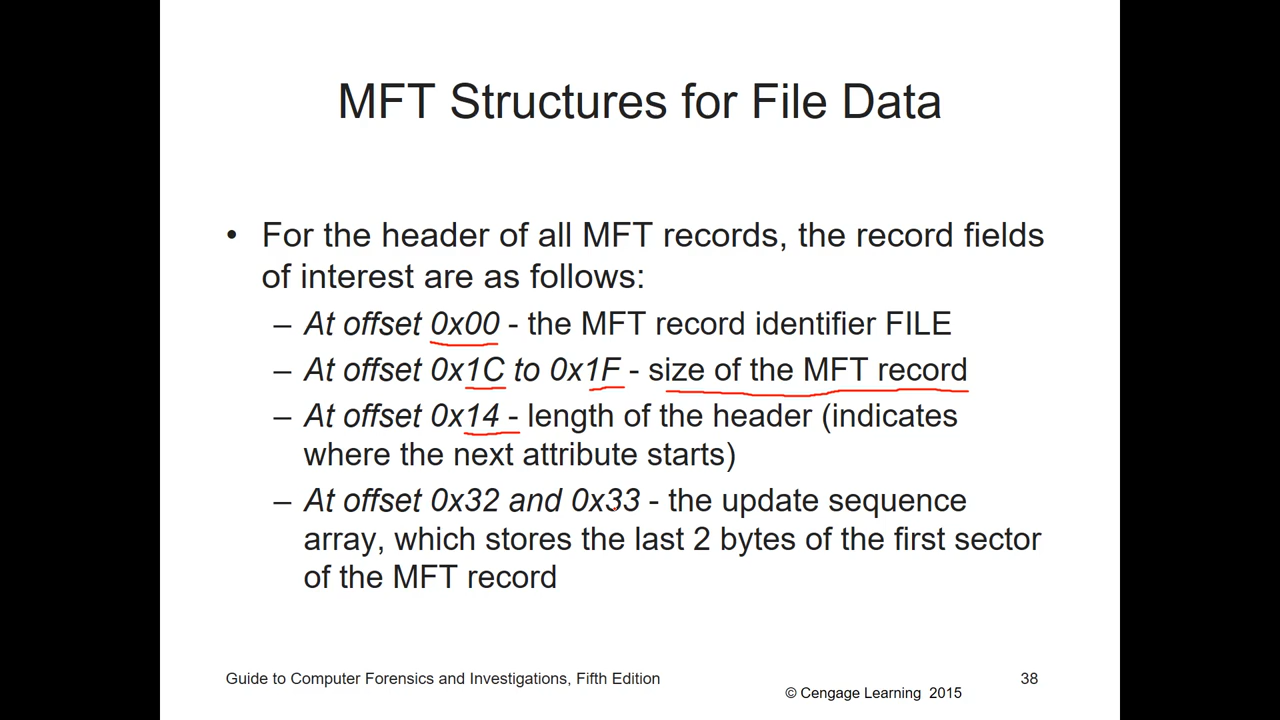 MFT Structures for File Data
• For the header of all MFT records, the record fields
of interest are as follows:
– At offset 0x00 - the MFT record identifier FILE
– At offset 0x1C to 0x1F - size of the MFT record
– At offset 0x14 - length of the header (indicates
where the next attribute starts)
– At offset 0x32 and 0x33 - the update sequence
array, which stores the last 2 bytes of the first sector
of the MFT record
Guide to Computer Forensics and Investigations, Fifth Edition
38
© Cengage Learning 2015